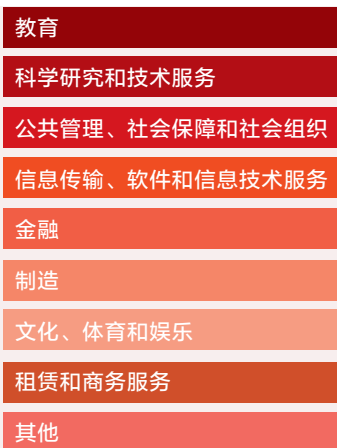 教育
科学研究和技术服务
公共管理、社会保障和社会组织
信息传输、软件和信息技术服务
金融
制造
文化、体育和娱乐
租赁和商务服务
其他